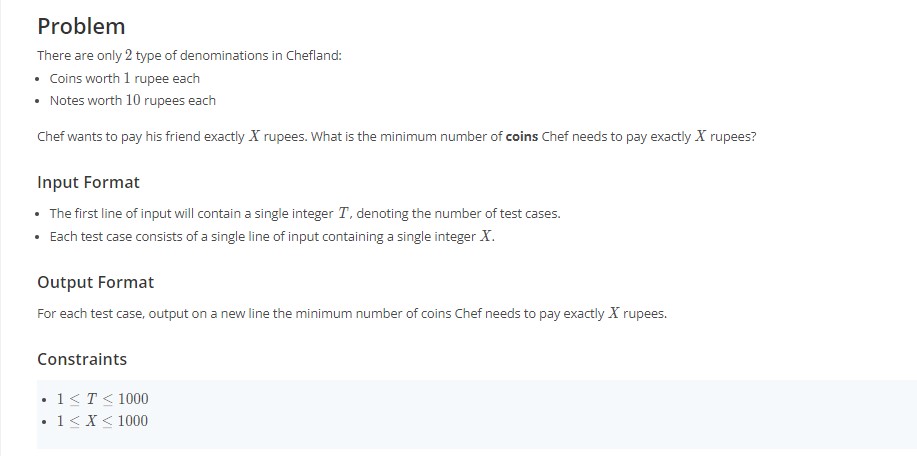 Problem
There are only 2 type of denominations in Chefland:
• Coins worth 1 rupee each
• Notes worth 10 rupees each
Chef wants to pay his friend exactly X rupees. What is the minimum number of coins Chef needs to pay exactly X rupees?
Input Format
• The first line of input will contain a single integer T, denoting the number of test cases.
• Each test case consists of a single line of input containing a single integer X.
Output Format
For each test case, output on a new line the minimum number of coins Chef needs to pay exactly X rupees.
Constraints
• 1 ≤ T ≤ 1000
• 1 ≤ X ≤ 1000